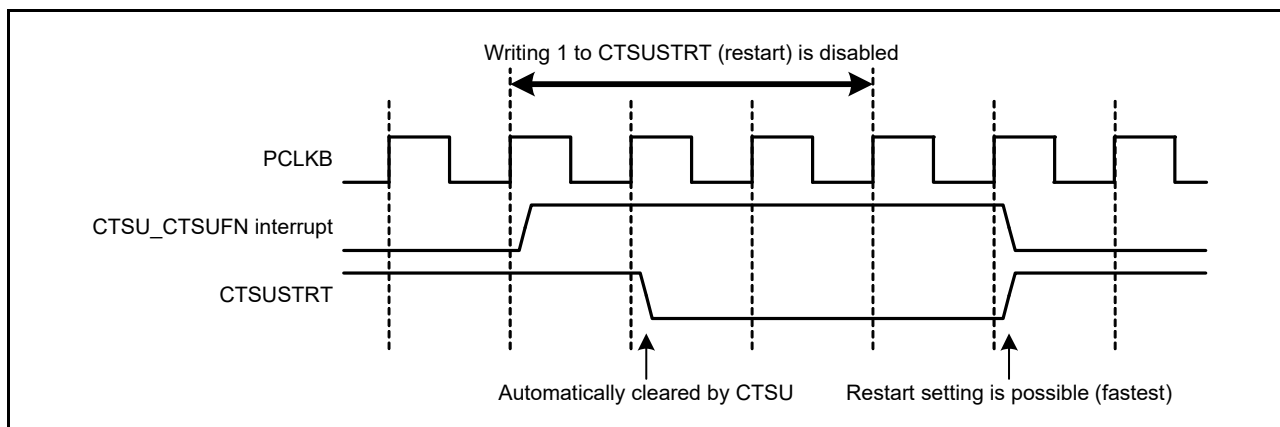 Writing 1 to CTSUSTRT (restart) is disabled
PCLKB
CTSU_CTSUFN interrupt
CTSUSTRT
Automatically cleared by CTSU
Restart setting is possible (fastest)